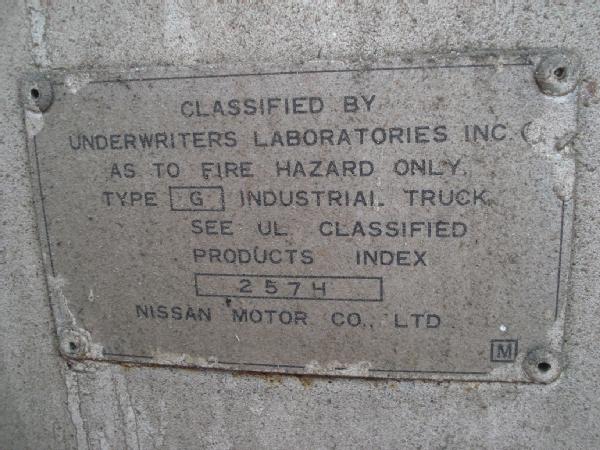 CLASSIFIED BY
UNDERWRITERS LABORATORIES INC.
AS TO FIRE HAZARD ONLY.
TYPE G INDUSTRIAL TRUCK
SEE UL CLASSIFIED
PRODUCTS INDEX
257H
NISSAN MOTOR CO., LTD
M